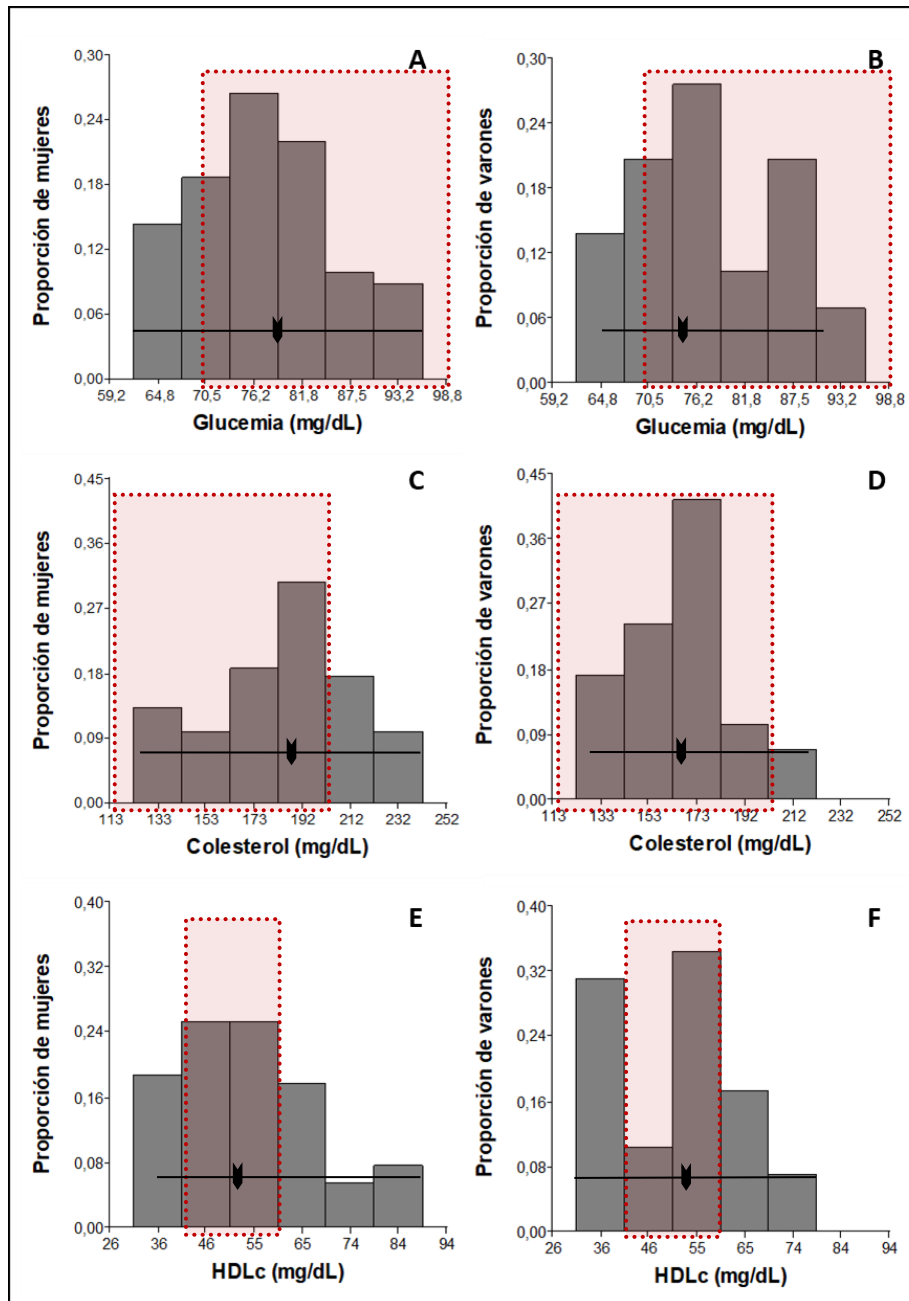 A
Proporción de mujeres
0,30
0,24
0,18
0,12
0,06
0,00
59,2 64,8 70,5 76,2 81,8 87,5 93,2 98,8
Glucemia (mg/dL)
B
Proporción de varones
0,30
0,24
0,18
0,12
0,06
0,00
59,2 64,8 70,5 76,2 81,8 87,5 93,2 98,8
Glucemia (mg/dL)
C
Proporción de mujeres
0,45
0,36
0,27
0,18
0,09
0,00
113 133 153 173 192 212 232 252
Colesterol (mg/dL)
D
Proporción de varones
0,45
0,36
0,27
0,18
0,09
0,00
113 133 153 173 192 212 232 252
Colesterol (mg/dL)
E
Proporción de mujeres
0,40
0,32
0,24
0,16
0,08
0,00
26 36 46 55 65 74 84 94
HDLc (mg/dL)
F
Proporción de varones
0,40
0,32
0,24
0,16
0,08
0,00
26 36 46 55 65 74 84 94
HDLc (mg/dL)